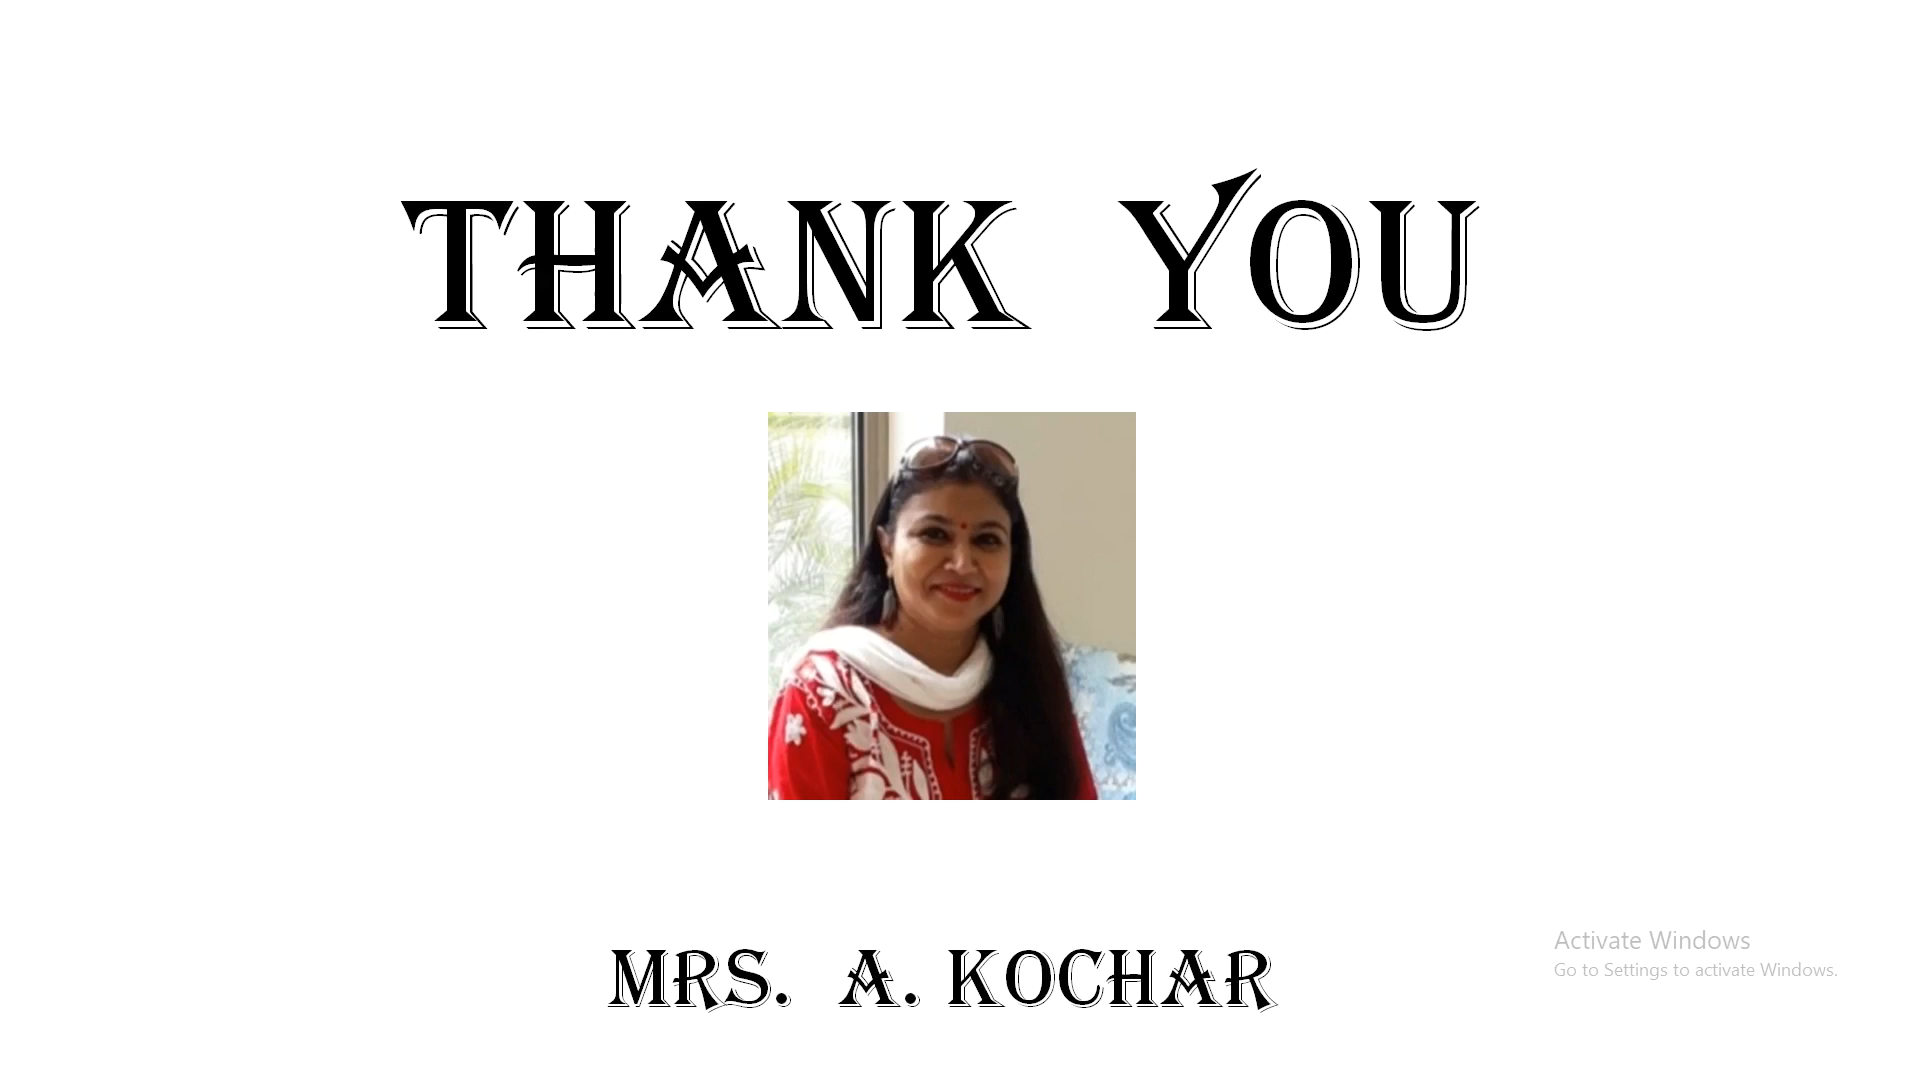 THANK YOU
MRS. A. KOCHAR
Activate Windows
Go to Settings to activate Windows.